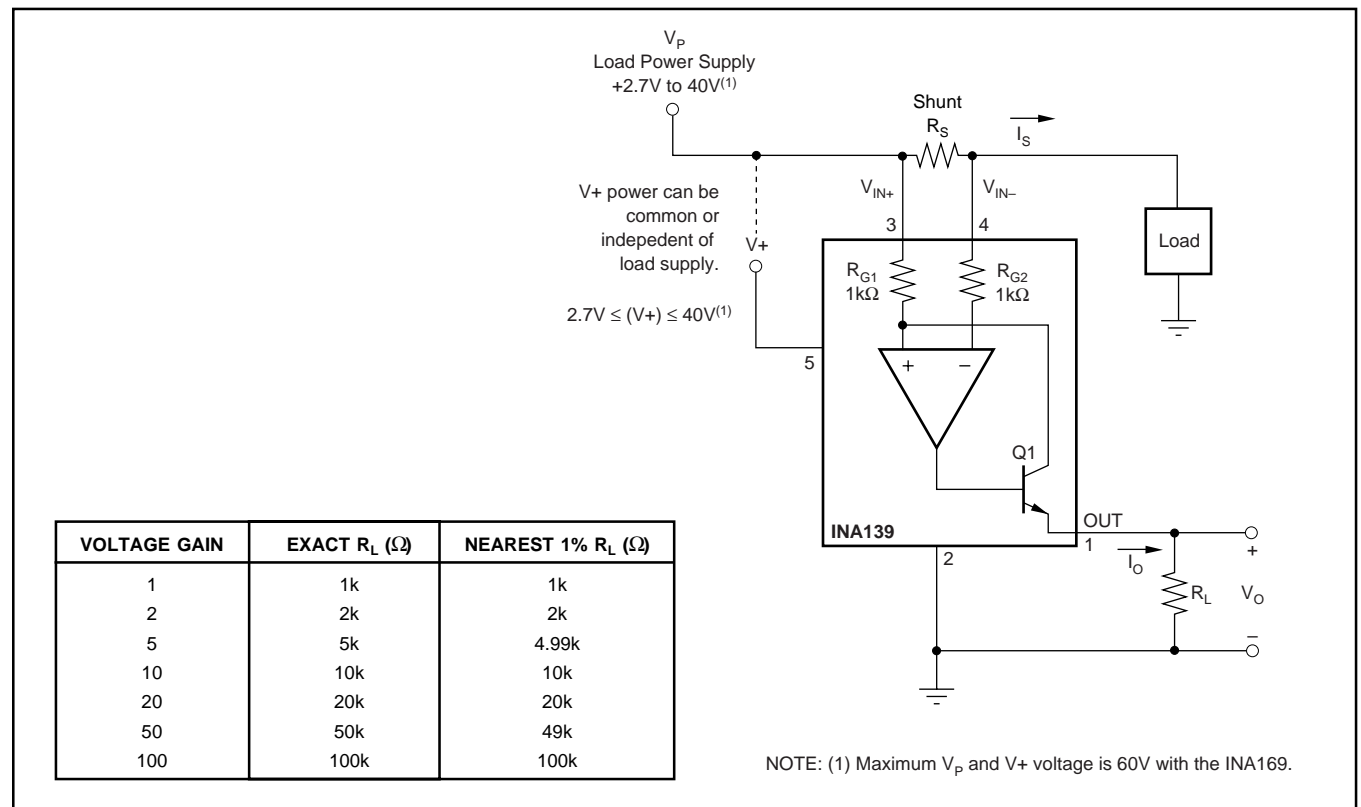 V_P
Load Power Supply
+2.7V to 40V(1)
Shunt
R_S
I_S
V+ power can be
common or
indepedent of
load supply.
V_IN+
V_IN–
3
4
V+
Load
R_G1
1kΩ
R_G2
1kΩ
2.7V ≤ (V+) ≤ 40V(1)
5
+
–
Q1
INA139
OUT
1
2
I_O
+
R_L
V_O
–
VOLTAGE GAIN EXACT R_L (Ω) NEAREST 1% R_L (Ω)
1 1k 1k
2 2k 2k
5 5k 4.99k
10 10k 10k
20 20k 20k
50 50k 49k
100 100k 100k
NOTE: (1) Maximum V_P and V+ voltage is 60V with the INA169.